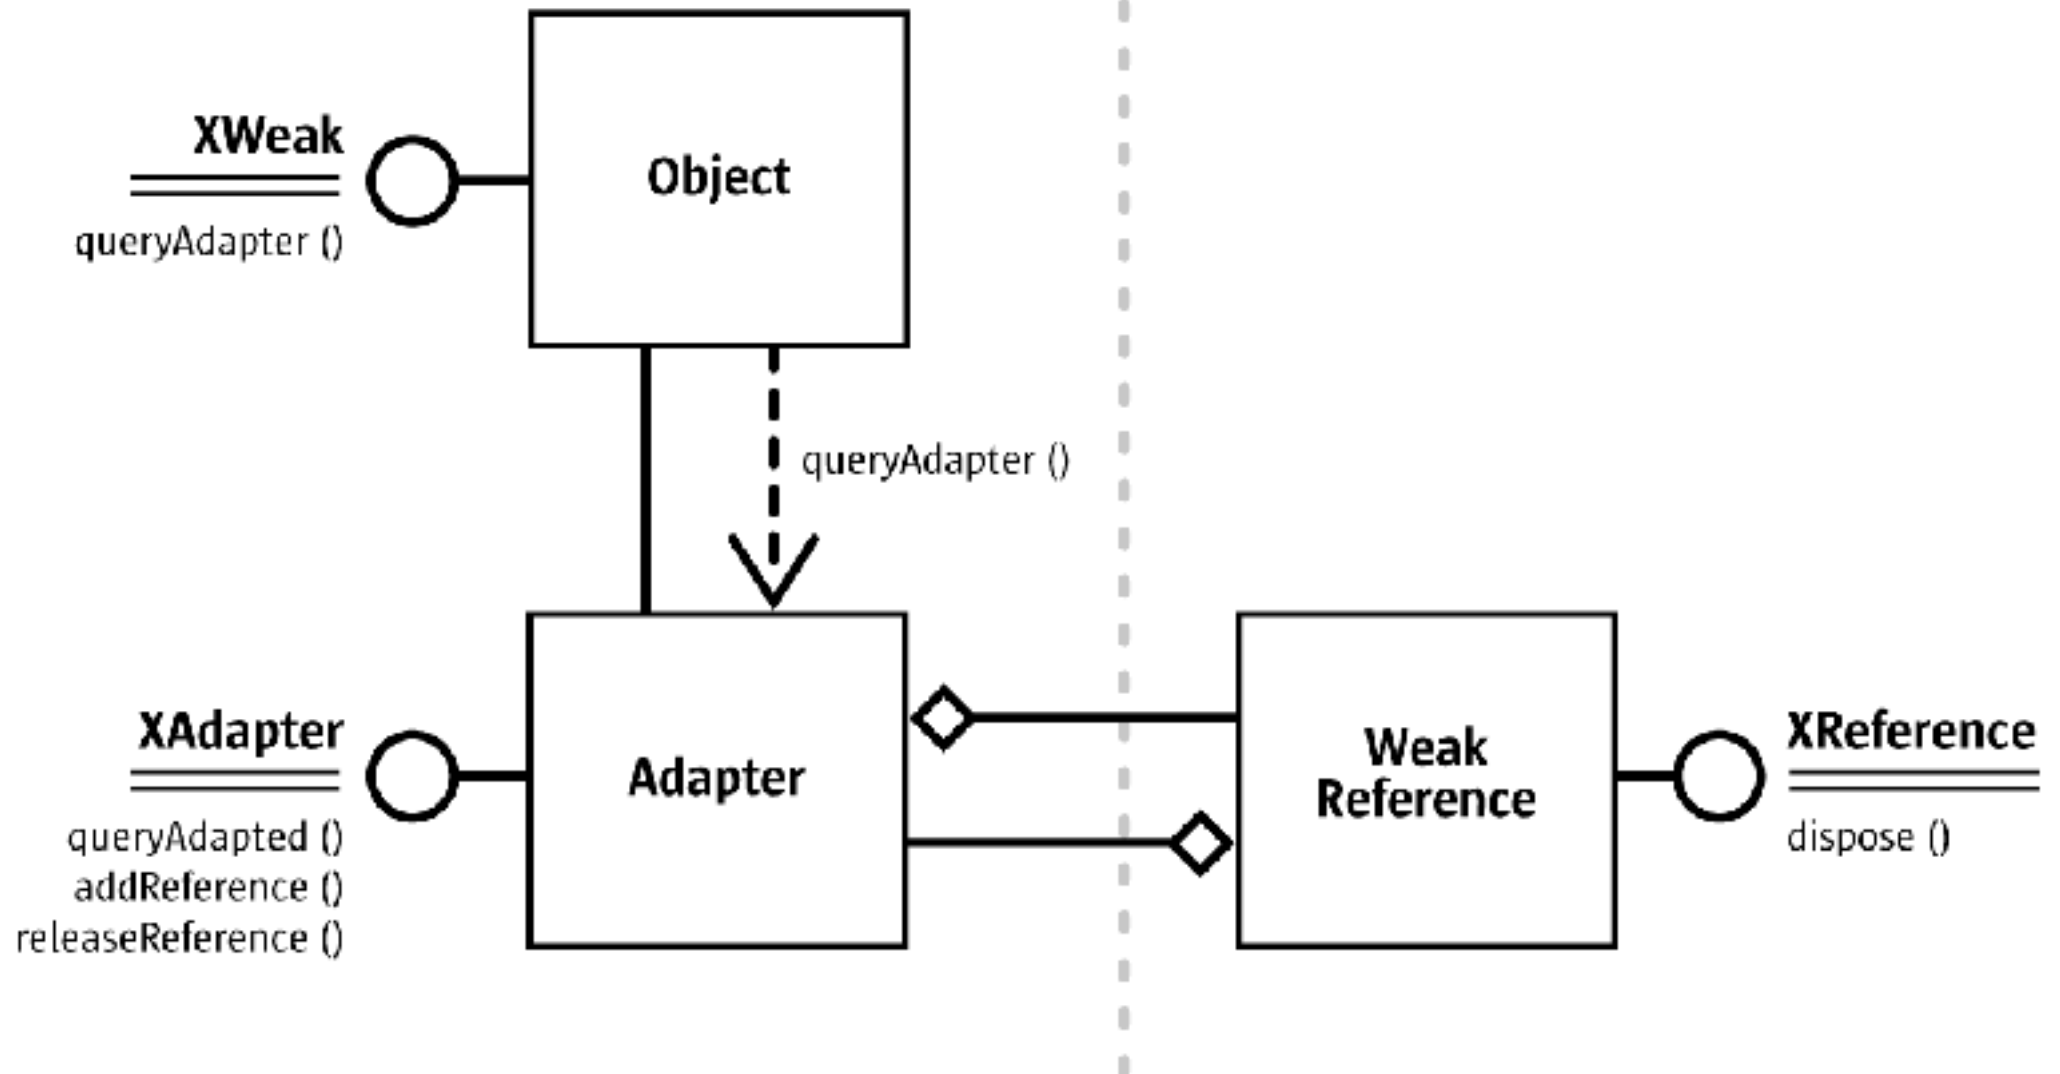 XWeak
queryAdapter ()
Object
queryAdapter ()
XAdapter
queryAdapted ()
addReference ()
releaseReference ()
Adapter
Weak
Reference
XReference
dispose ()